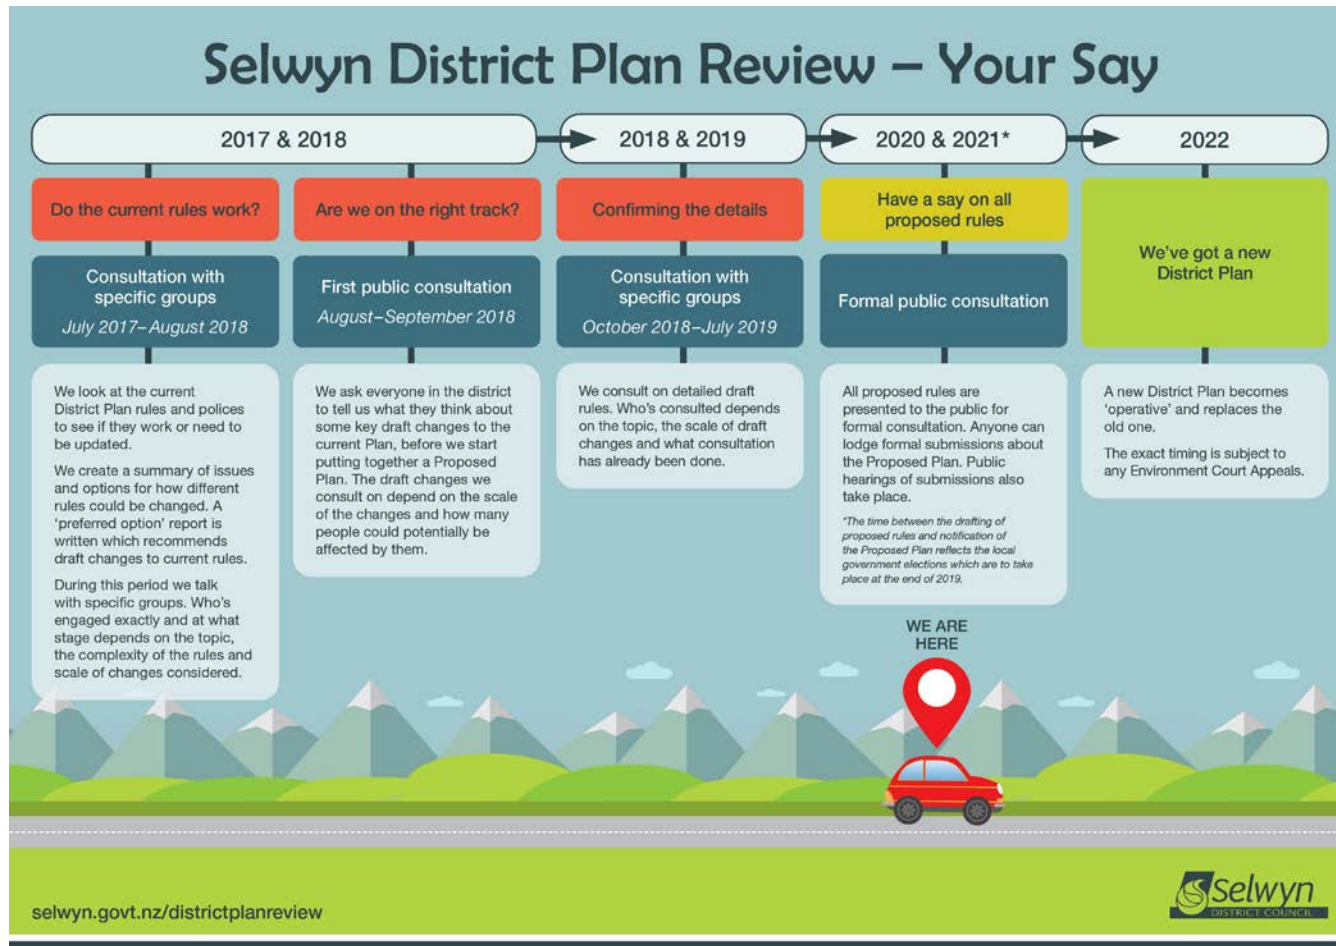 Selwyn District Plan Review – Your Say
2017 & 2018
2018 & 2019
2020 & 2021*
2022
Do the current rules work?
Consultation with
specific groups
July 2017–August 2018
We look at the current
District Plan rules and polices
to see if they work or need to
be updated.
We create a summary of issues
and options for how different
rules could be changed. A
'preferred option' report is
written which recommends
draft changes to current rules.
During this period we talk
with specific groups. Who's
engaged exactly and at what
stage depends on the topic,
the complexity of the rules and
scale of changes considered.
Are we on the right track?
First public consultation
August–September 2018
We ask everyone in the district
to tell us what they think about
some key draft changes to the
current Plan, before we start
putting together a Proposed
Plan. The draft changes we
consult on depend on the scale
of the changes and how many
people could potentially be
affected by them.
Confirming the details
Consultation with
specific groups
October 2018–July 2019
We consult on detailed draft
rules. Who's consulted depends
on the topic, the scale of draft
changes and what consultation
has already been done.
Have a say on all
proposed rules
Formal public consultation
All proposed rules are
presented to the public for
formal consultation. Anyone can
lodge formal submissions about
the Proposed Plan. Public
hearings of submissions also
take place.
*The time between the drafting of
proposed rules and notification of
the Proposed Plan reflects the local
government elections which are to take
place at the end of 2019.
We've got a new
District Plan
A new District Plan becomes
'operative' and replaces the
old one.
The exact timing is subject to
any Environment Court Appeals.
WE ARE
HERE
selwyn.govt.nz/districtplanreview
Selwyn
DISTRICT COUNCIL